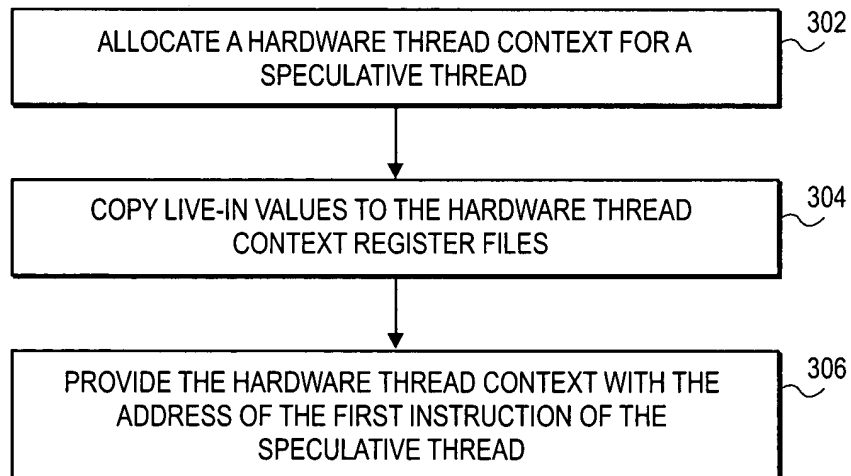 ALLOCATE A HARDWARE THREAD CONTEXT FOR A
SPECULATIVE THREAD
302
COPY LIVE-IN VALUES TO THE HARDWARE THREAD
CONTEXT REGISTER FILES
304
PROVIDE THE HARDWARE THREAD CONTEXT WITH THE
ADDRESS OF THE FIRST INSTRUCTION OF THE
SPECULATIVE THREAD
306